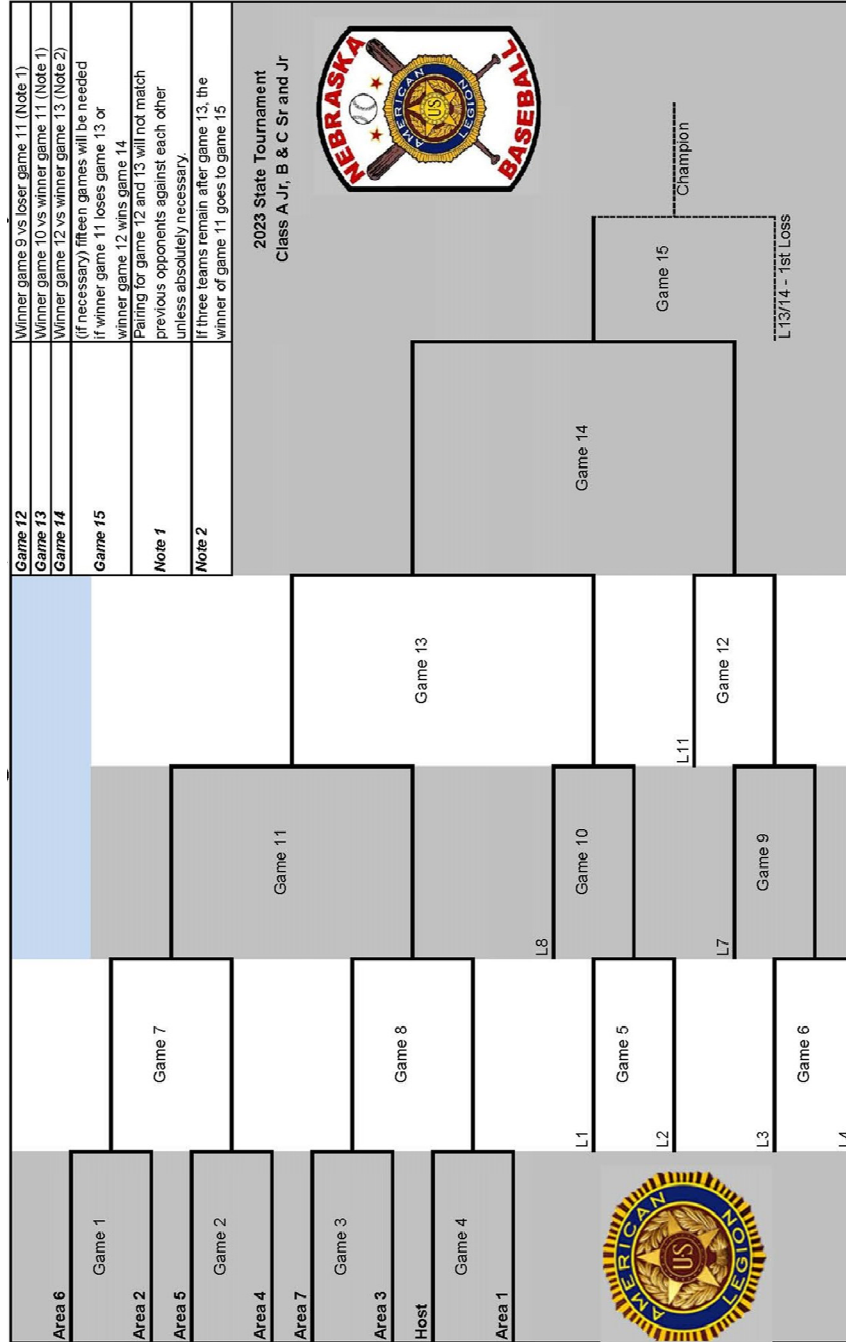 Game 12 Winner game 9 vs loser game 11 (Note 1)
Game 13 Winner game 10 vs winner game 11 (Note 1)
Game 14 Winner game 12 vs winner game 13 (Note 2)
Game 15 (if necessary) fifteen games will be needed
if winner game 11 loses game 13 or
winner game 12 wins game 14
Note 1 Pairing for game 12 and 13 will not match
previous opponents against each other
unless absolutely necessary.
Note 2 If three teams remain after game 13, the
winner of game 11 goes to game 15
2023 State Tournament
Class A Jr, B & C Sr and Jr
NEBRASKA
AMERICAN
US
LEGION
BASEBALL
Area 6
Game 1
Area 2
Area 5
Game 2
Area 4
Area 7
Game 3
Area 3
Host
Game 4
Area 1
Game 7
Game 8
L1
Game 5
L2
L3
Game 6
L4
Game 11
L8
Game 10
L7
Game 9
Game 13
L11
Game 12
Game 14
Game 15
L13/14 - 1st Loss
Champion
AMERICAN
US
LEGION